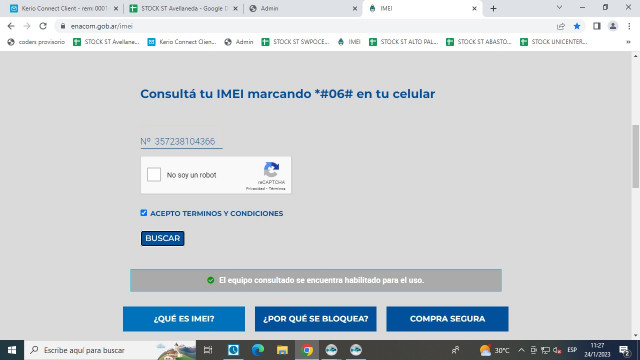 Kerio Connect Client - rem 0001
STOCK ST Avellaneda - Google D
Admin
IMEI
enacom.gob.ar/imei
coders provisorio
STOCK ST Avellane...
Kerio Connect Clien...
Admin
STOCK ST SWPOCE...
IMEI
STOCK ST ALTO PAL...
STOCK ST ABASTO...
STOCK UNICENTER...
Consultá tu IMEI marcando *#06# en tu celular
Nº 357238104366
No soy un robot
reCAPTCHA
Privacidad - Términos
ACEPTO TERMINOS Y CONDICIONES
BUSCAR
El equipo consultado se encuentra habilitado para el uso.
¿QUÉ ES IMEI?
¿POR QUÉ SE BLOQUEA?
COMPRA SEGURA
Escribe aquí para buscar
30°C
ESP
11:27
24/1/2023